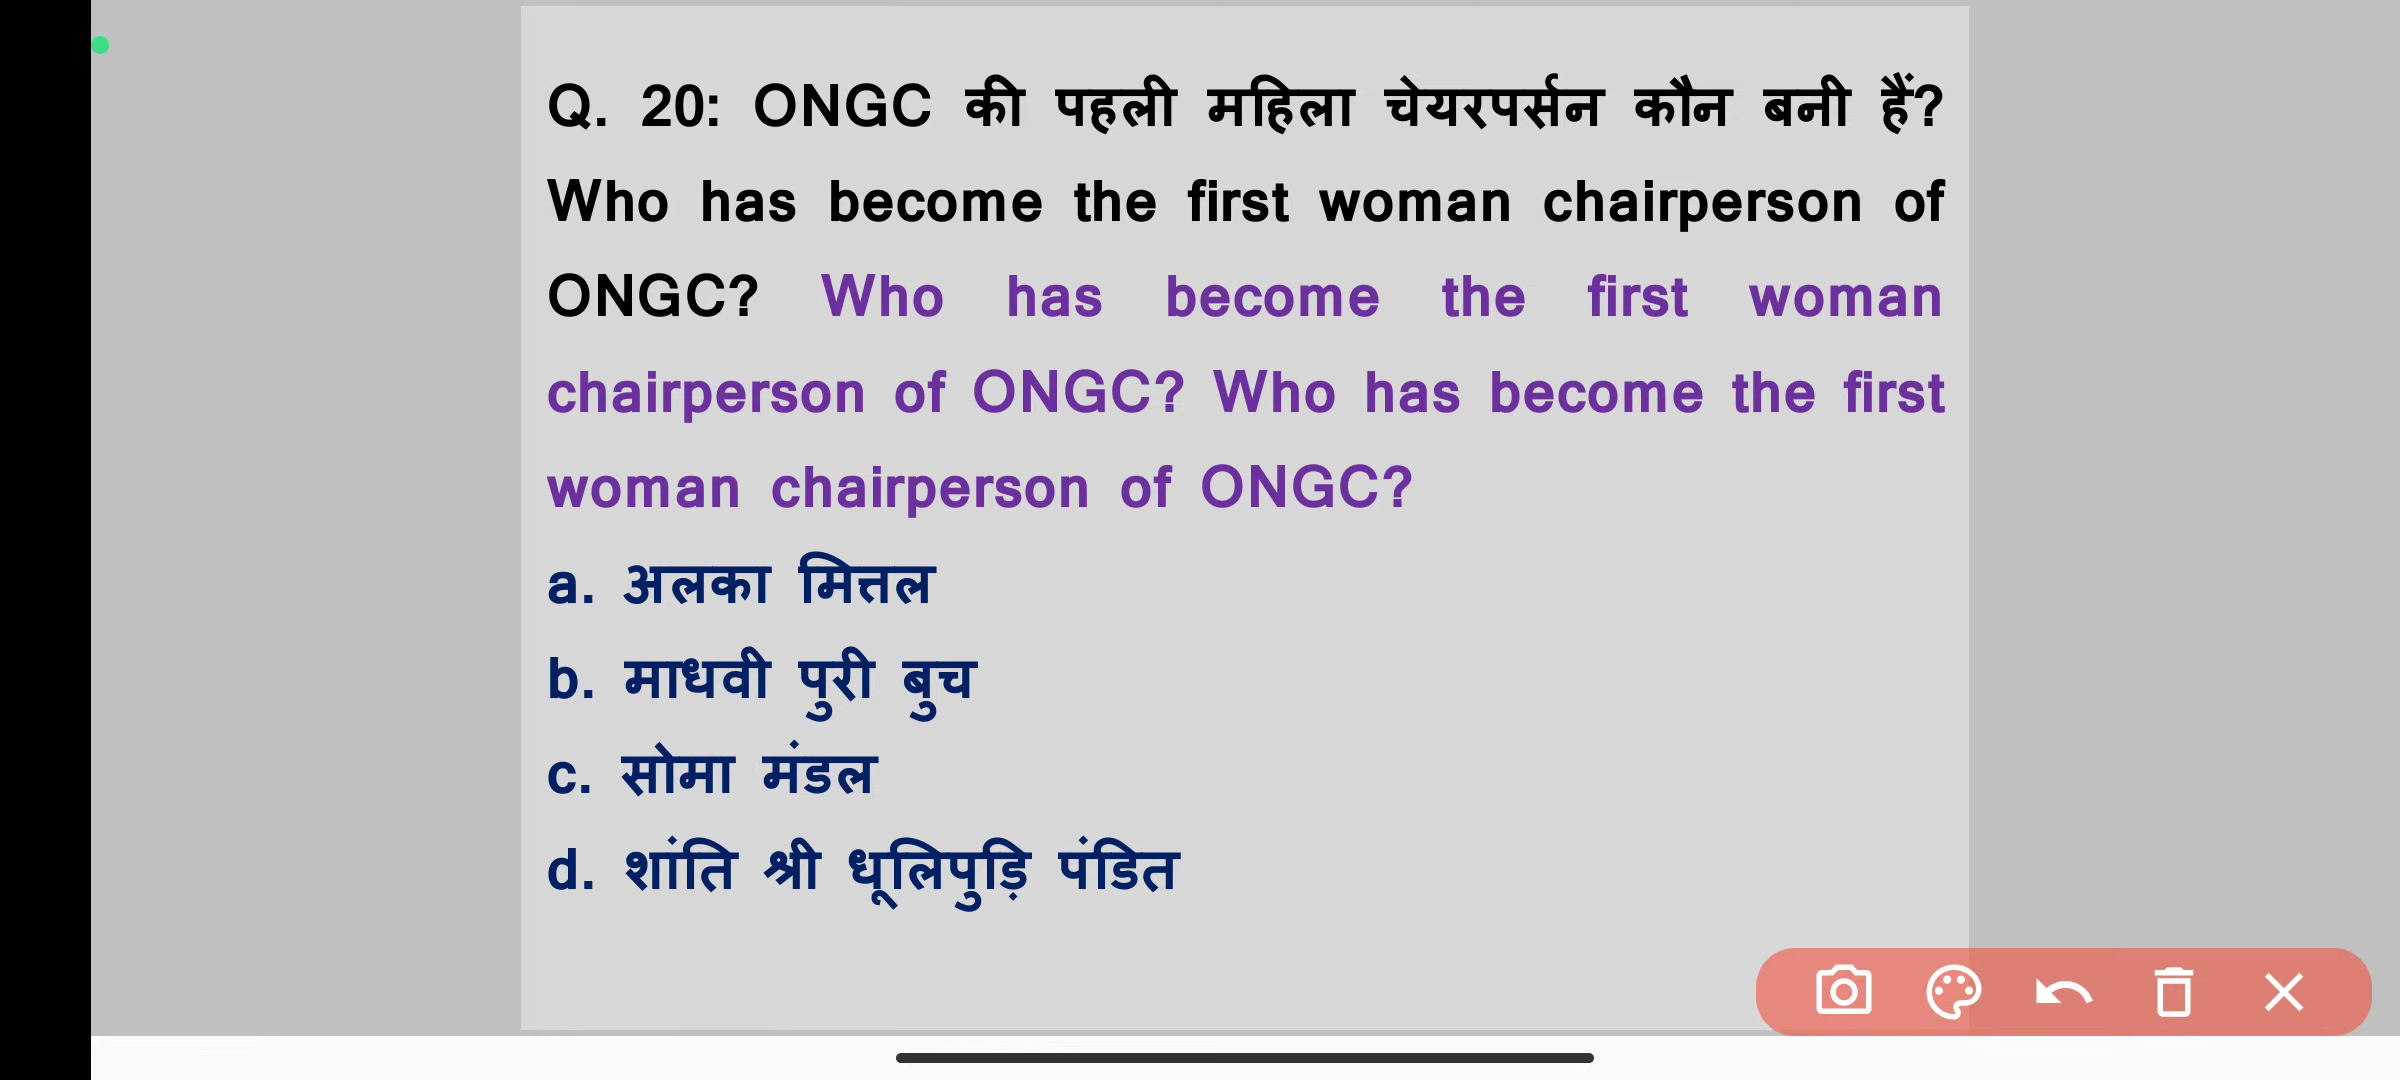 Q. 20: ONGC की पहली महिला चेयरपर्सन कौन बनी हैं?
Who has become the first woman chairperson of
ONGC? Who has become the first woman
chairperson of ONGC? Who has become the first
woman chairperson of ONGC?
a. अलका मित्तल
b. माधवी पुरी बुच
c. सोमा मंडल
d. शांति श्री धूलिपुड़ि पंडित